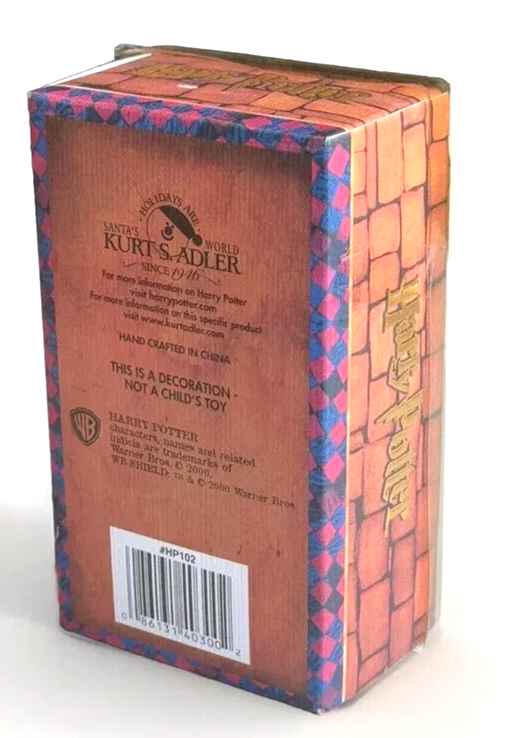 Harry Potter
HOLIDAYS ARE
SANTA'S WORLD
KURT S. ADLER
SINCE 1946
For more information on Harry Potter
visit harrypotter.com
For more information on this specific product
visit www.kurtadler.com
HAND CRAFTED IN CHINA
THIS IS A DECORATION -
NOT A CHILD'S TOY
WB
HARRY POTTER
characters, names and related
indicia are trademarks of
Warner Bros. © 2000.
WB SHIELD: ™ & © 2000 Warner Bros.
#HP102
0 86131 40300 2
Harry Potter